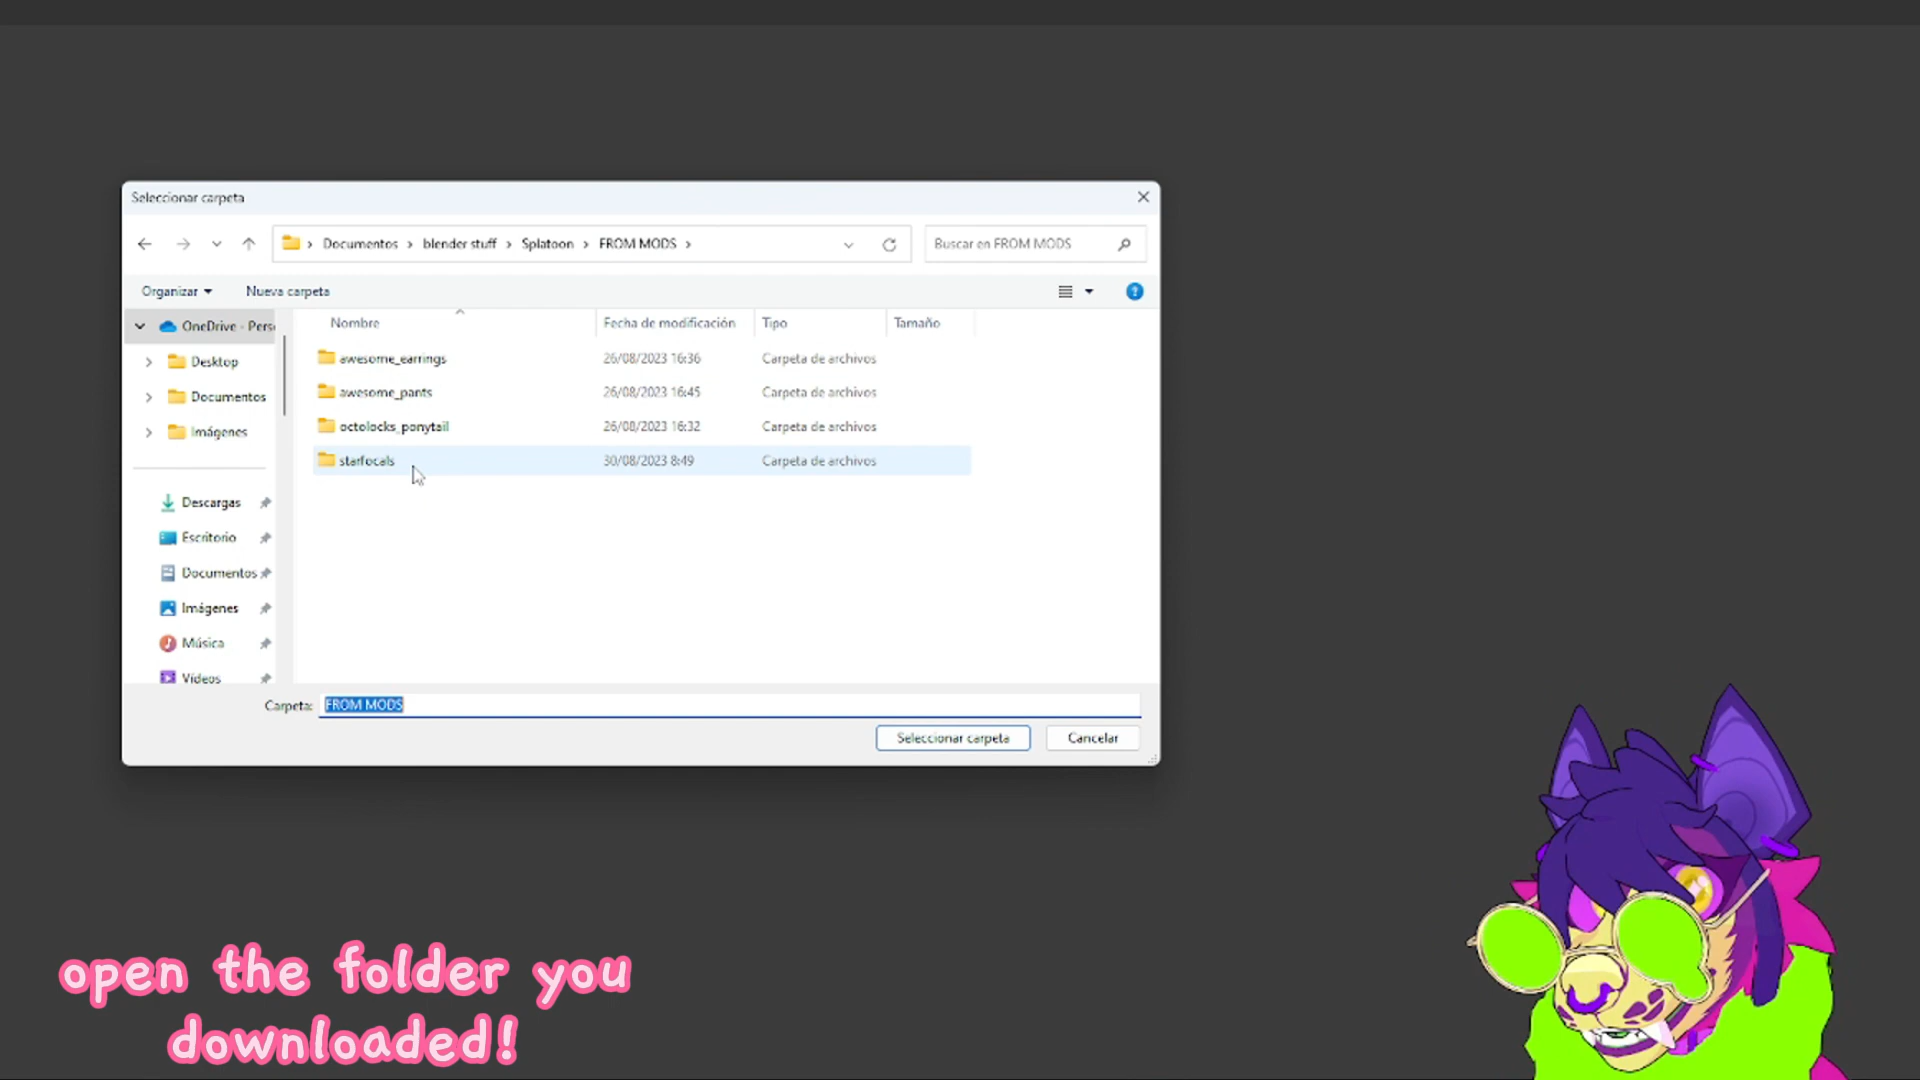 Seleccionar carpeta
Documentos > blender stuff > Splatoon > FROM MODS >
Buscar en FROM MODS
Organizar
Nueva carpeta
Nombre Fecha de modificación Tipo Tamaño
awesome_earrings 26/08/2023 16:36 Carpeta de archivos
awesome_pants 26/08/2023 16:45 Carpeta de archivos
octolocks_ponytail 26/08/2023 16:32 Carpeta de archivos
starfocals 30/08/2023 8:49 Carpeta de archivos
OneDrive - Pers
Desktop
Documentos
Imágenes
Descargas
Escritorio
Documentos
Imágenes
Música
Vídeos
Carpeta: FROM MODS
Seleccionar carpeta
Cancelar
open the folder you
downloaded!